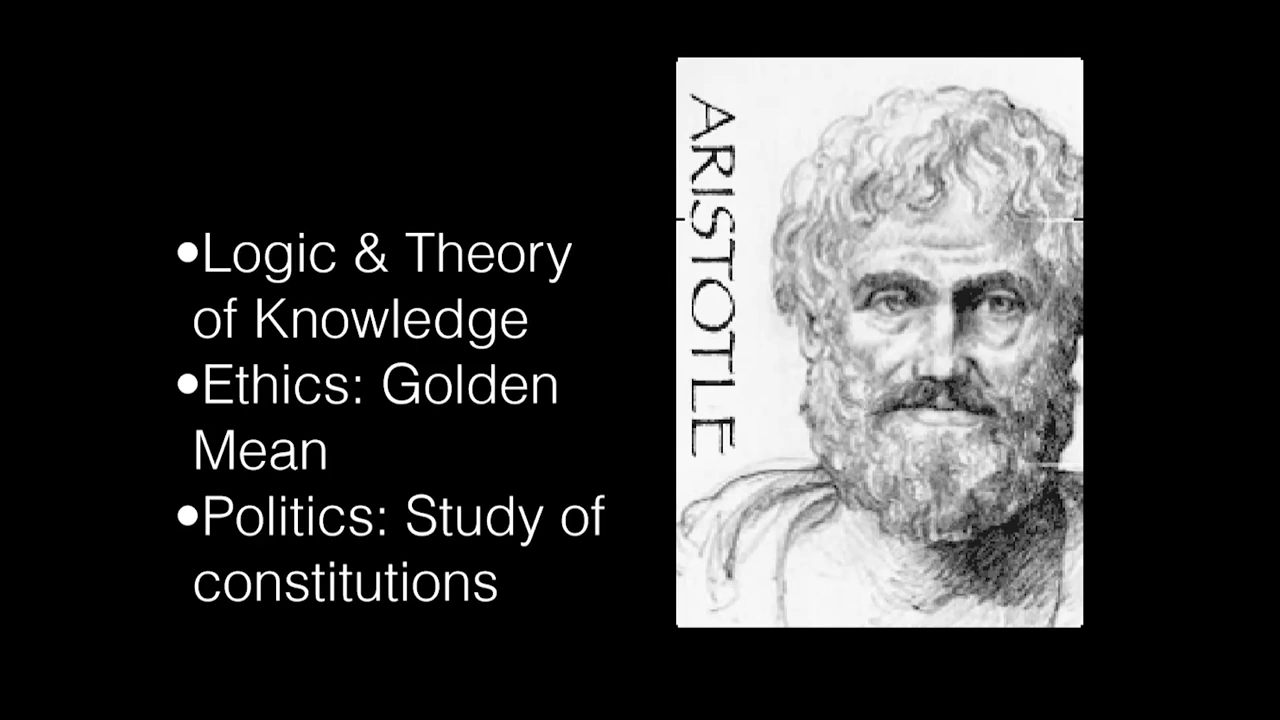 •Logic & Theory
of Knowledge
•Ethics: Golden
Mean
•Politics: Study of
constitutions
ARISTOTLE